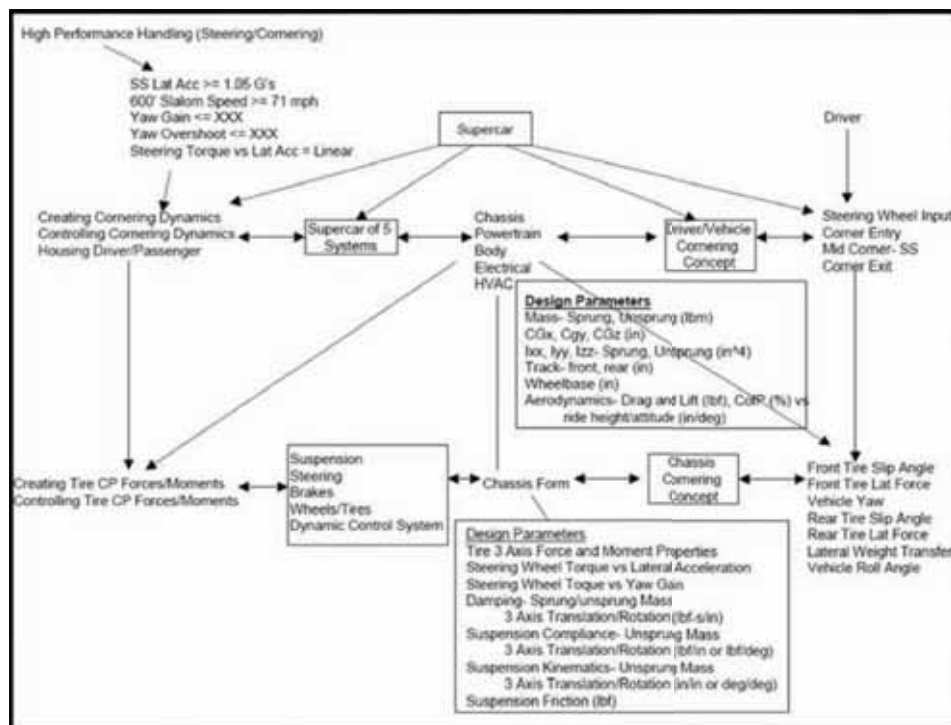 High Performance Handling (Steering/Cornering)
SS Lat Acc >= 1.05 G's
600' Slalom Speed >= 71 mph
Yaw Gain <= XXX
Yaw Overshoot <= XXX
Steering Torque vs Lat Acc = Linear
Supercar
Driver
Creating Cornering Dynamics
Controlling Cornering Dynamics
Housing Driver/Passenger
Supercar of 5
Systems
Chassis
Powertrain
Body
Electrical
HVAC
Driver/Vehicle
Cornering
Concept
Steering Wheel Input
Corner Entry
Mid Corner- SS
Corner Exit
Design Parameters
Mass- Sprung, Unsprung (lbm)
CGx, Cgy, CGz (in)
Ixx, Iyy, Izz- Sprung, Unsprung (in^4)
Track- front, rear (in)
Wheelbase (in)
Aerodynamics- Drag and Lift (lbf), CofP (%) vs
ride height/attitude (in/deg)
Creating Tire CP Forces/Moments
Controlling Tire CP Forces/Moments
Suspension
Steering
Brakes
Wheels/Tires
Dynamic Control System
Chassis Form
Chassis
Cornering
Concept
Front Tire Slip Angle
Front Tire Lat Force
Vehicle Yaw
Rear Tire Slip Angle
Rear Tire Lat Force
Lateral Weight Transfer
Vehicle Roll Angle
Design Parameters
Tire 3 Axis Force and Moment Properties
Steering Wheel Torque vs Lateral Acceleration
Steering Wheel Toque vs Yaw Gain
Damping- Sprung/unsprung Mass
3 Axis Translation/Rotation (lbf-s/in)
Suspension Compliance- Unsprung Mass
3 Axis Translation/Rotation (lbf/in or lbf/deg)
Suspension Kinematics- Unsprung Mass
3 Axis Translation/Rotation (in/in or deg/deg)
Suspension Friction (lbf)